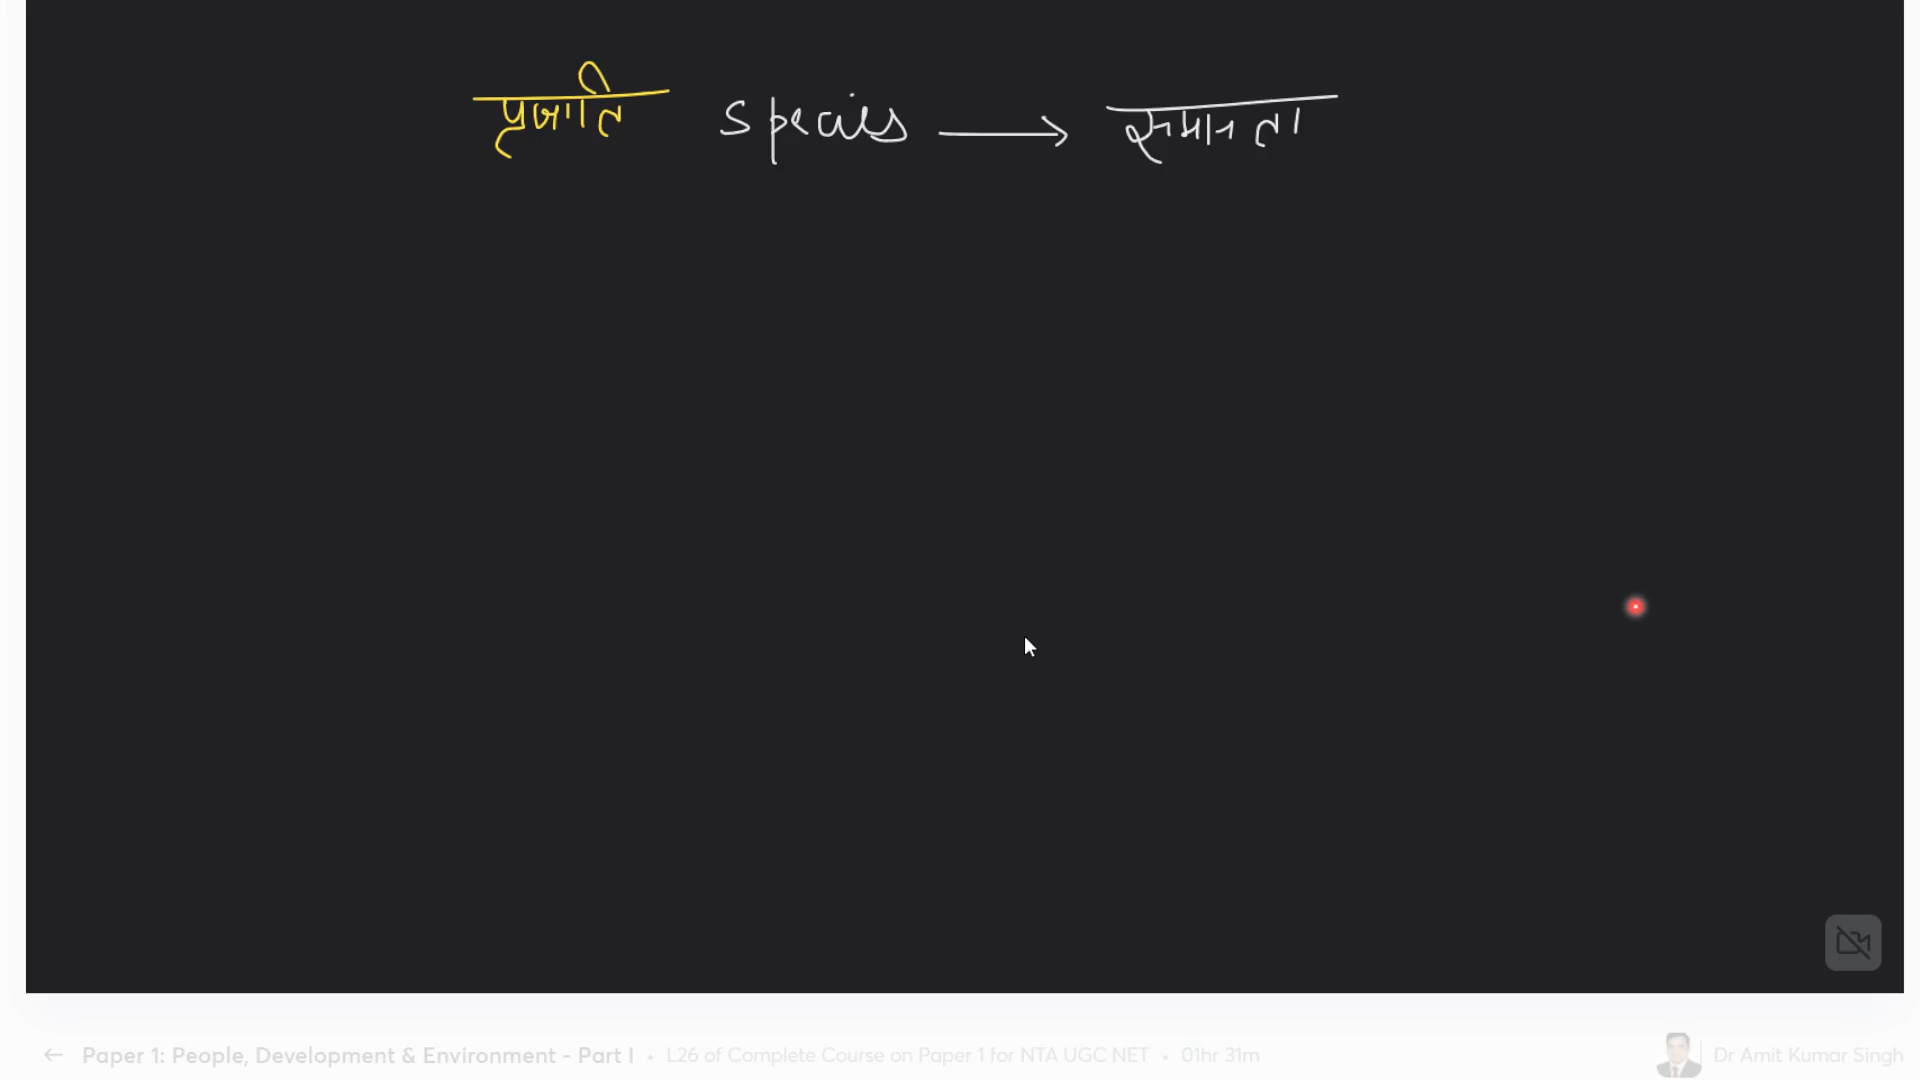 प्रजाति species → समानता
← Paper 1: People, Development & Environment - Part I • L26 of Complete Course on Paper 1 for NTA UGC NET • 01hr 31m Dr Amit Kumar Singh